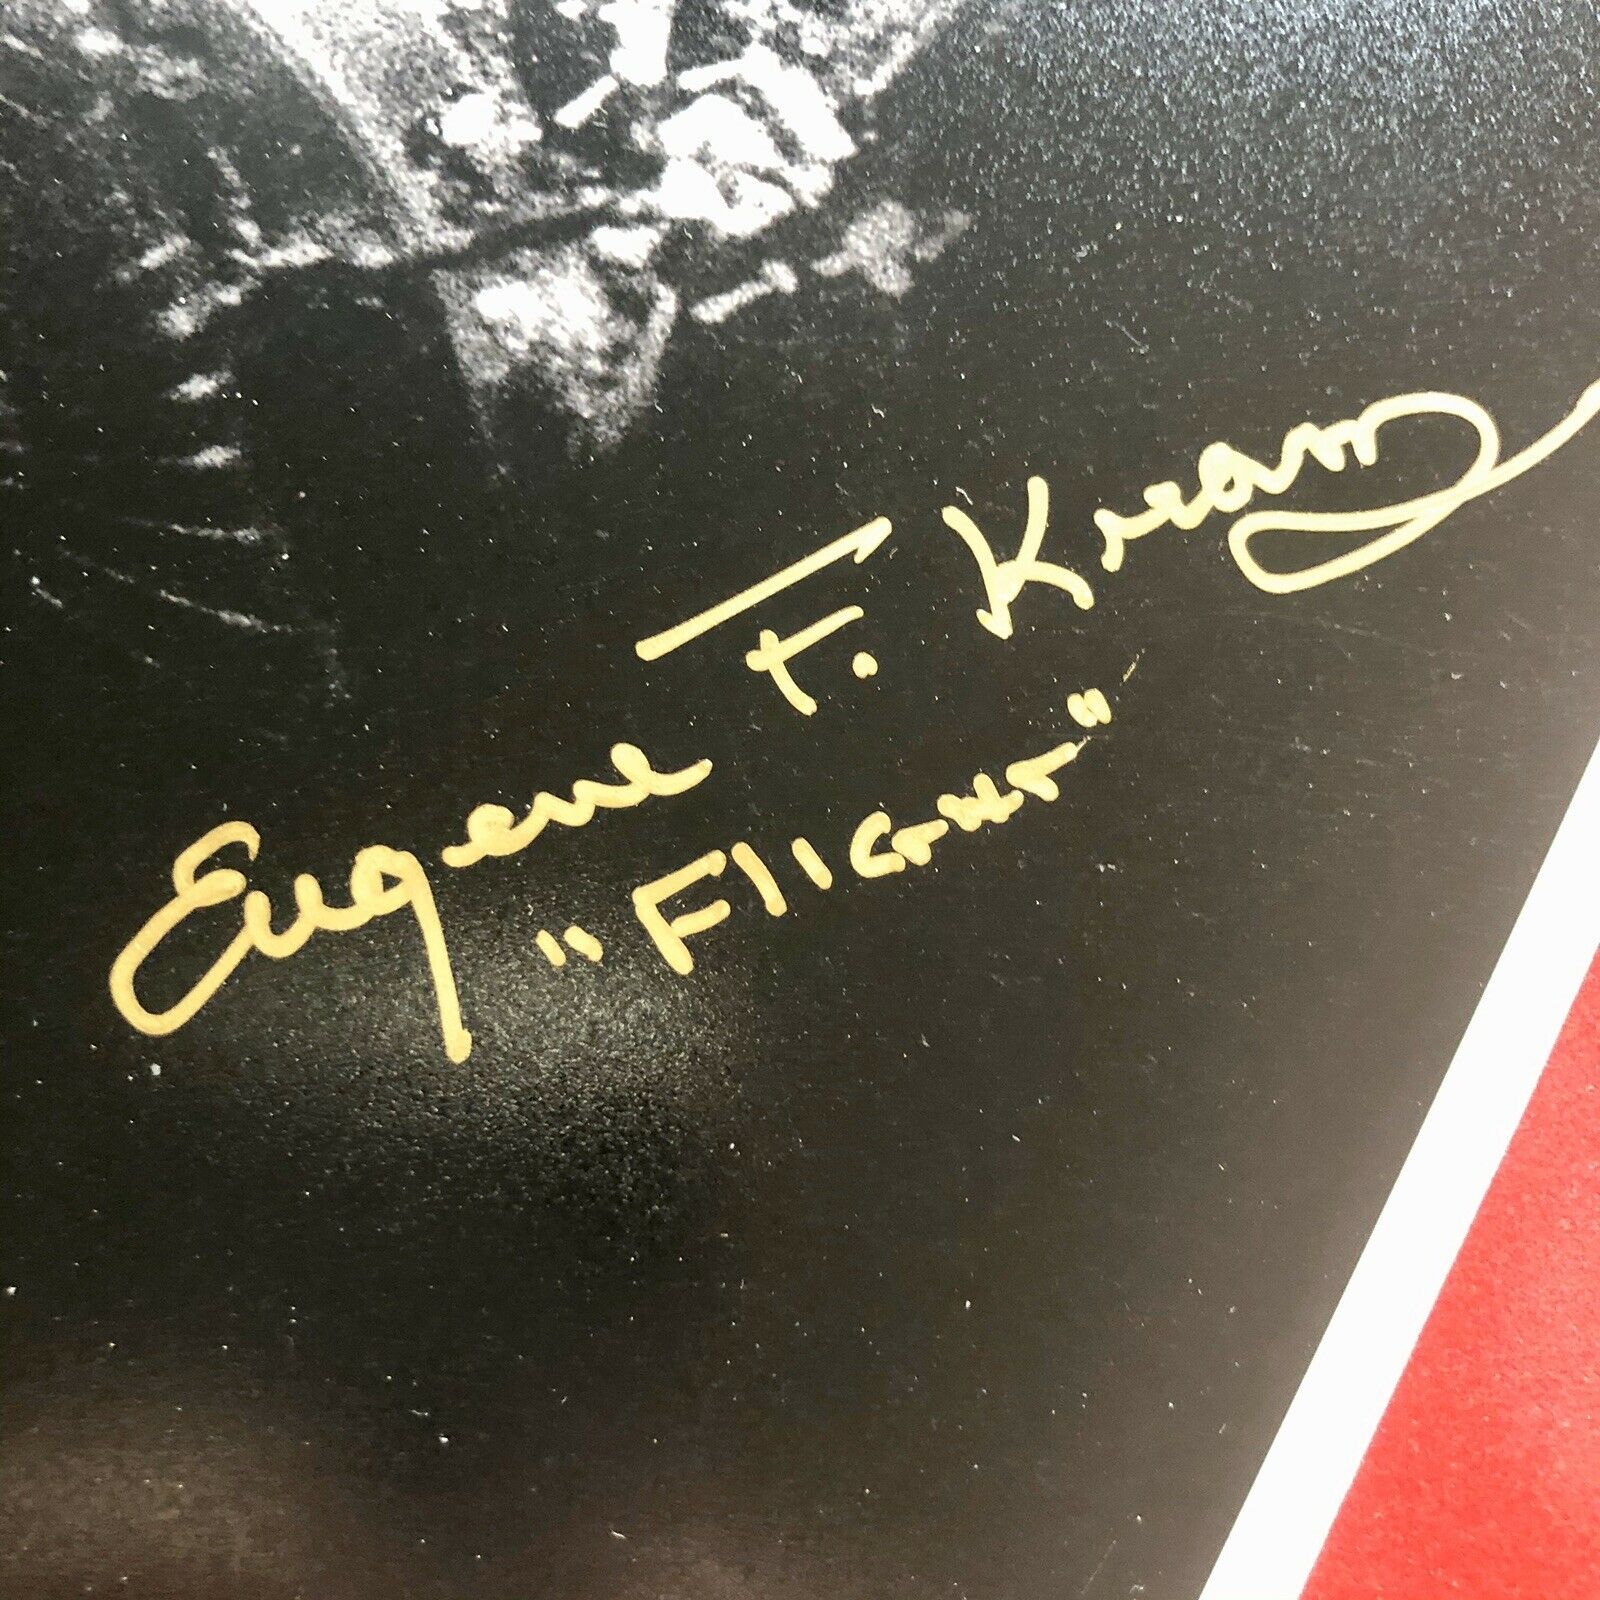 Eugene F. Kranz
"Flight"